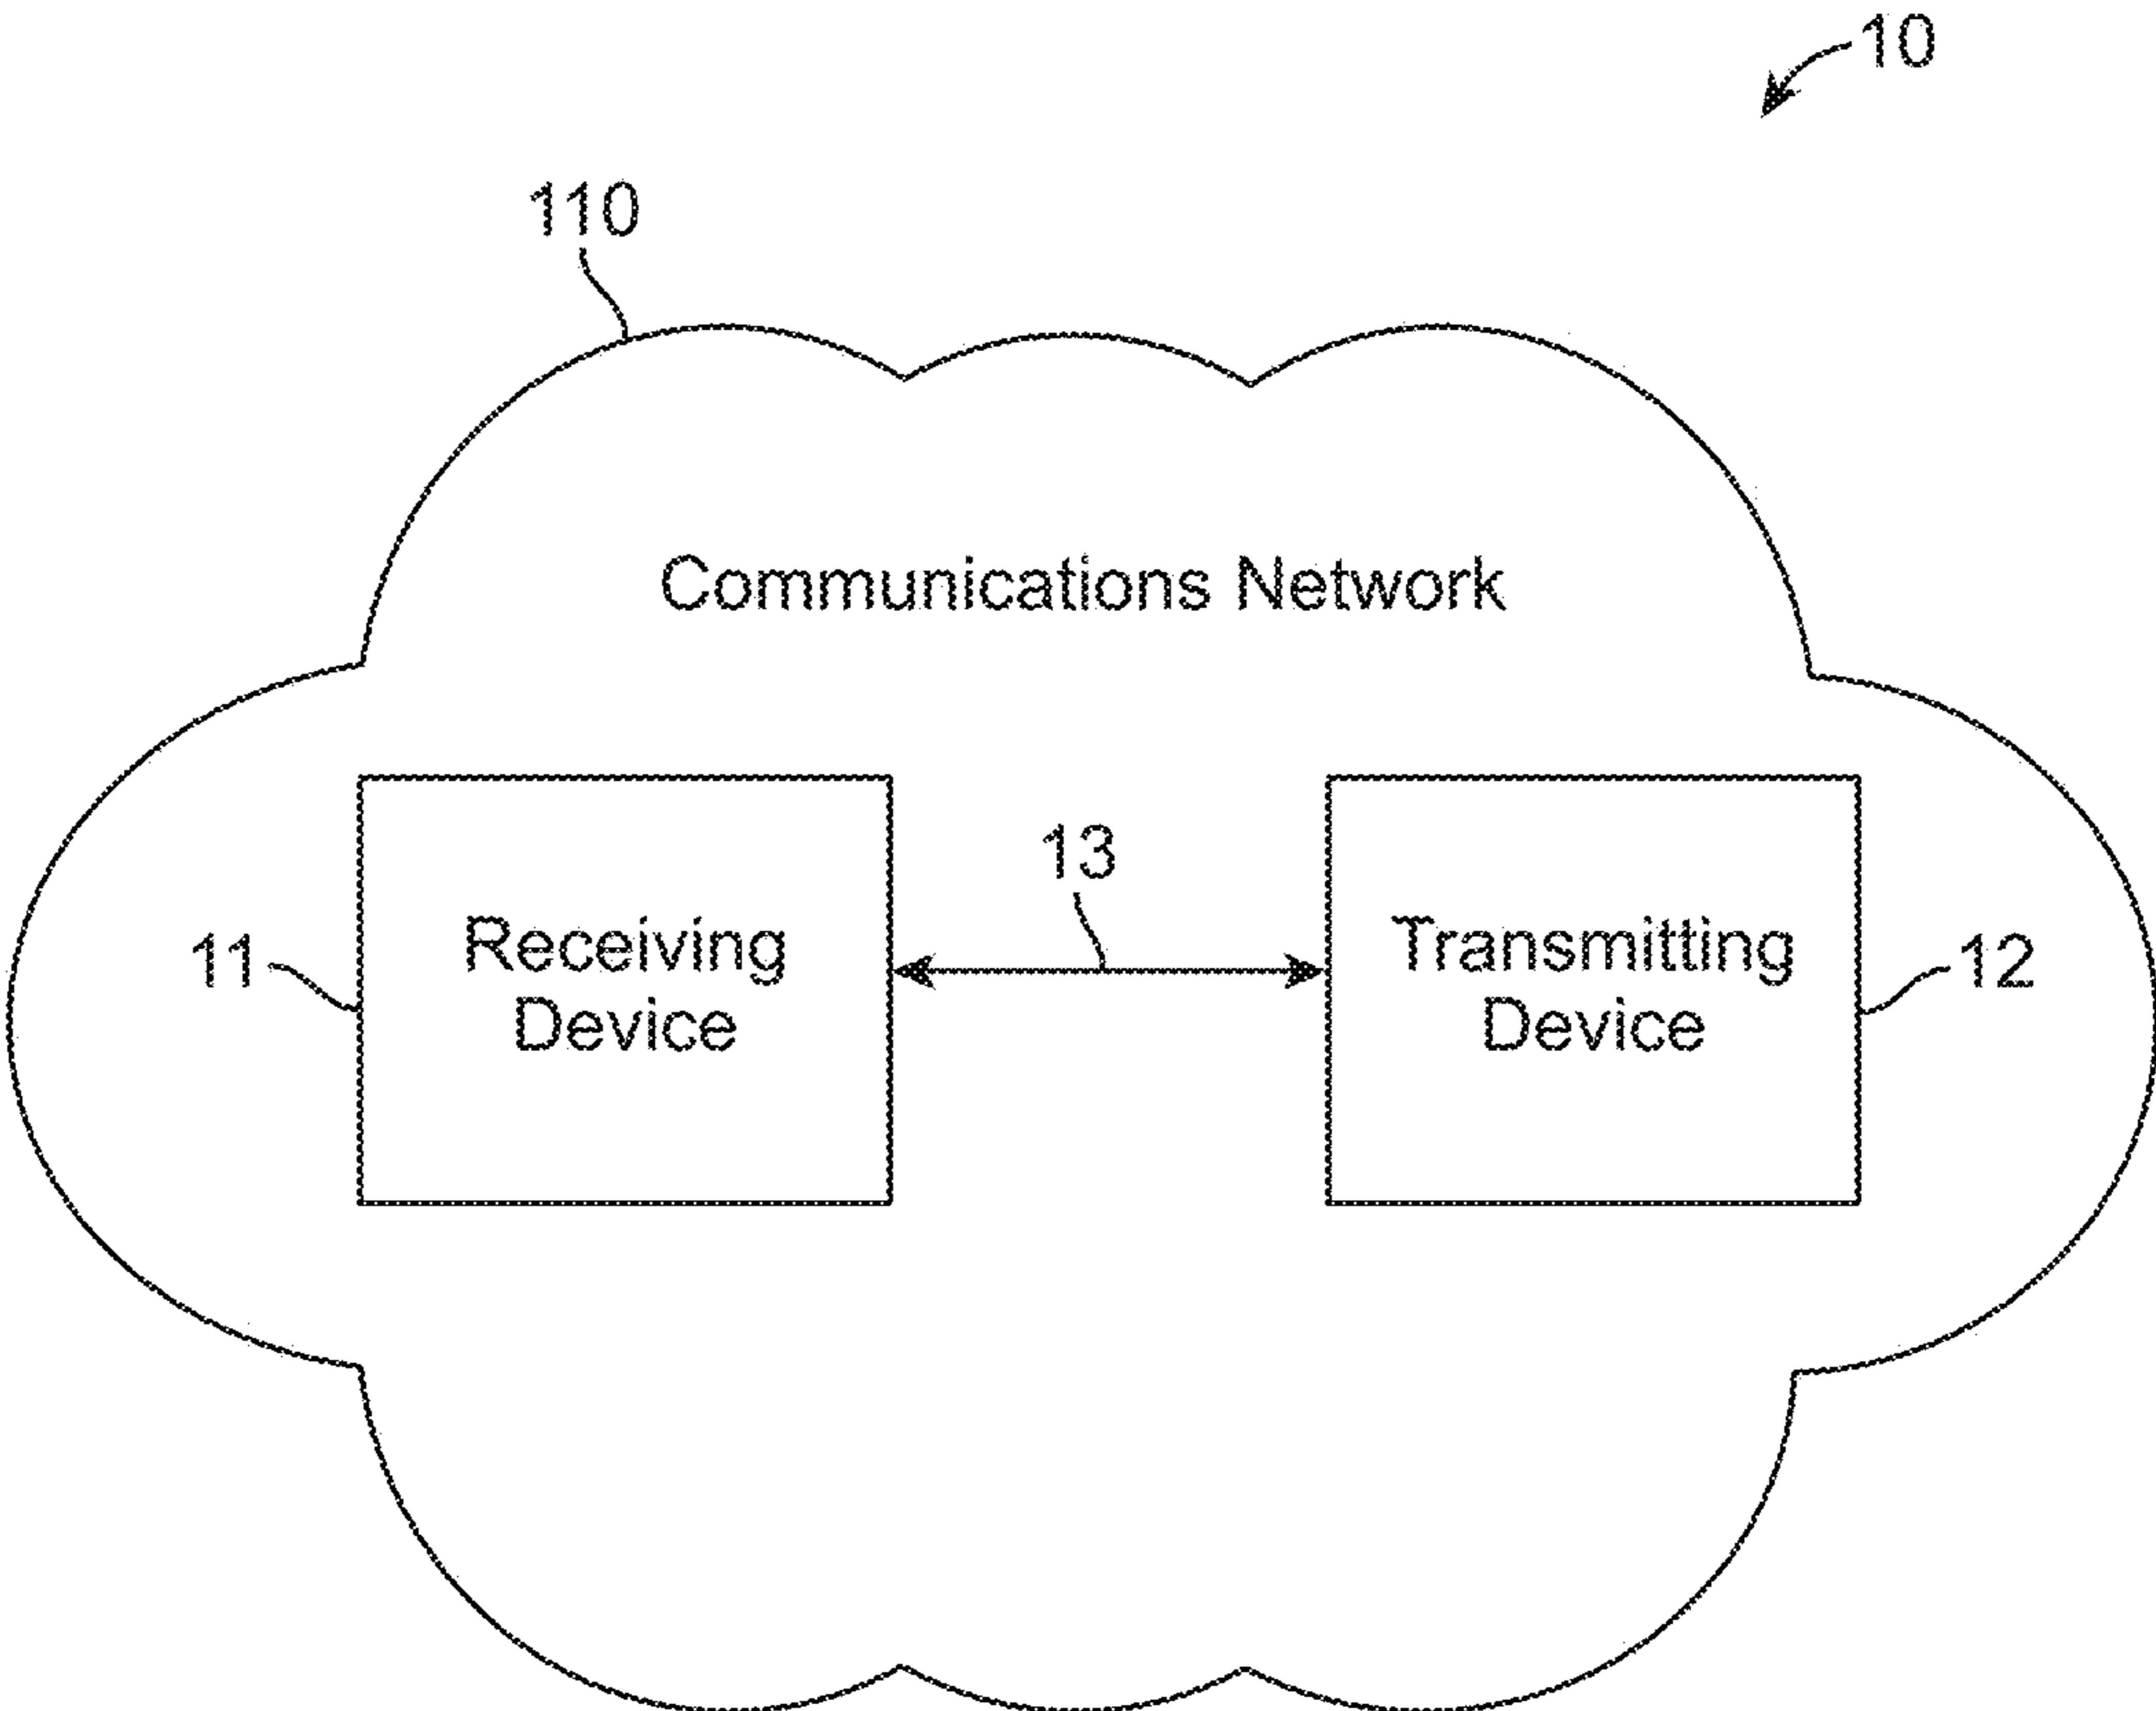 10
110
Communications Network
13
11
Receiving
Device
Transmitting
Device
12